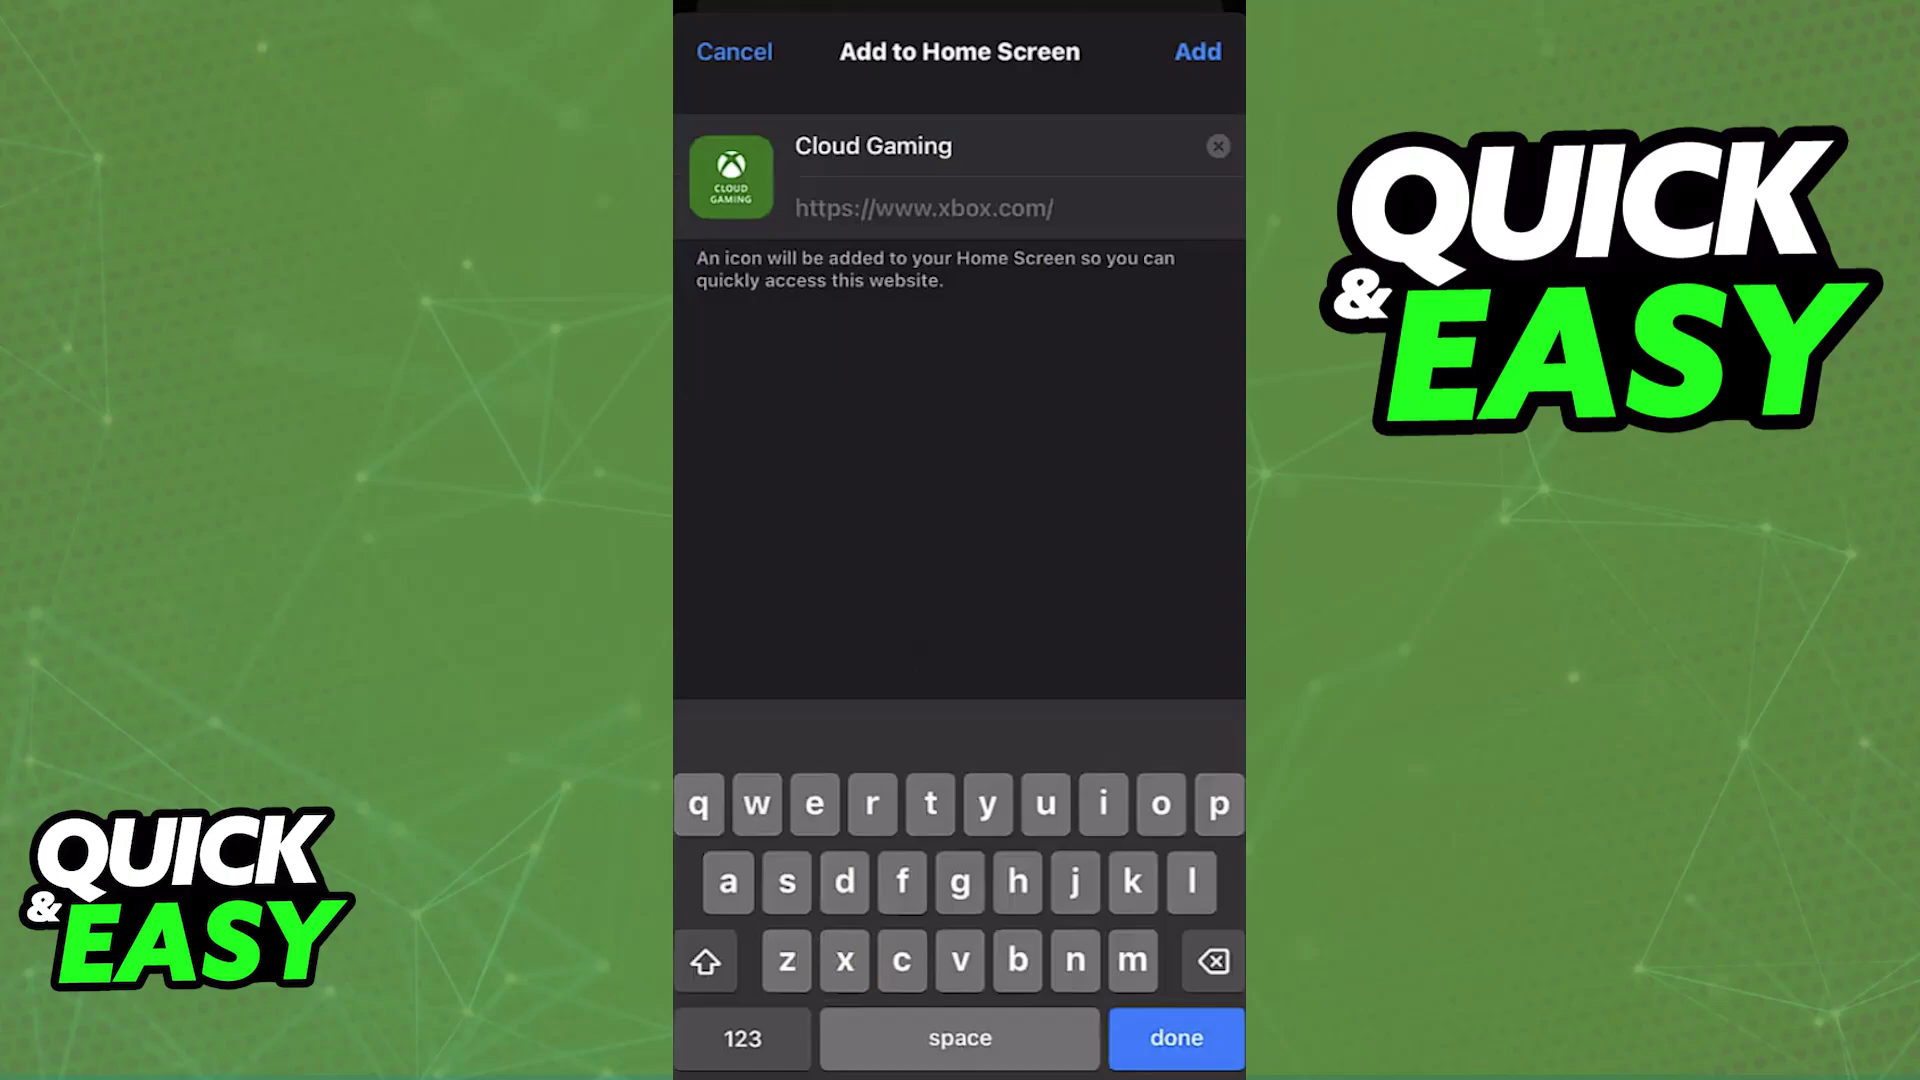 Cancel
Add to Home Screen
Add
Cloud Gaming
CLOUD
GAMING
https://www.xbox.com/
An icon will be added to your Home Screen so you can
quickly access this website.
QUICK
& EASY
q w e r t y u i o p
a s d f g h j k l
z x c v b n m
123 space done
QUICK
& EASY